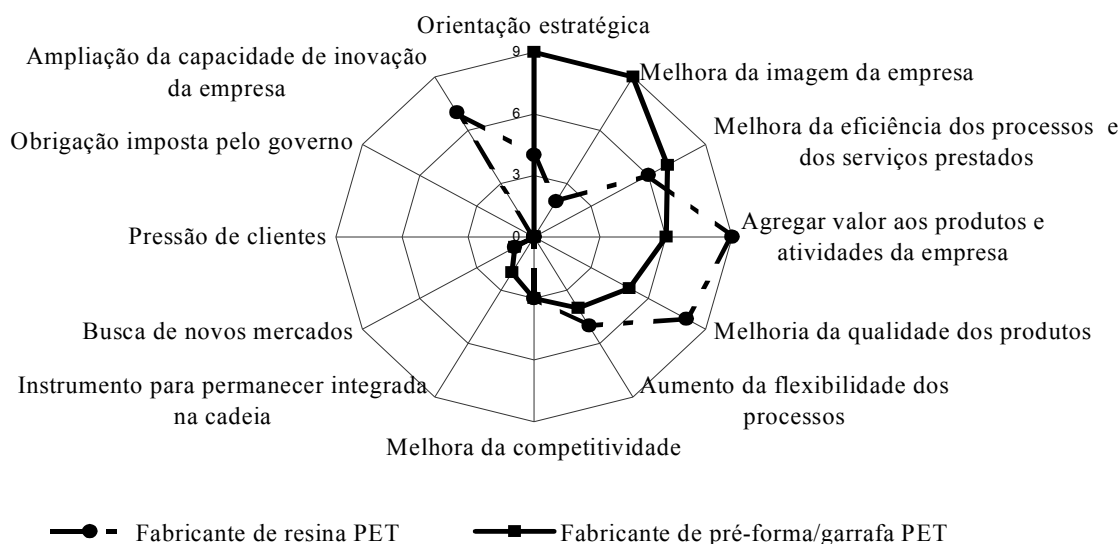 Orientação estratégica
Ampliação da capacidade de inovação
da empresa
9
Melhora da imagem da empresa
Obrigação imposta pelo governo
6
Melhora da eficiência dos processos e
dos serviços prestados
3
Pressão de clientes
0
Agregar valor aos produtos e
atividades da empresa
Busca de novos mercados
Melhoria da qualidade dos produtos
Instrumento para permanecer integrada
na cadeia
Aumento da flexibilidade dos
processos
Melhora da competitividade
Fabricante de resina PET
Fabricante de pré-forma/garrafa PET